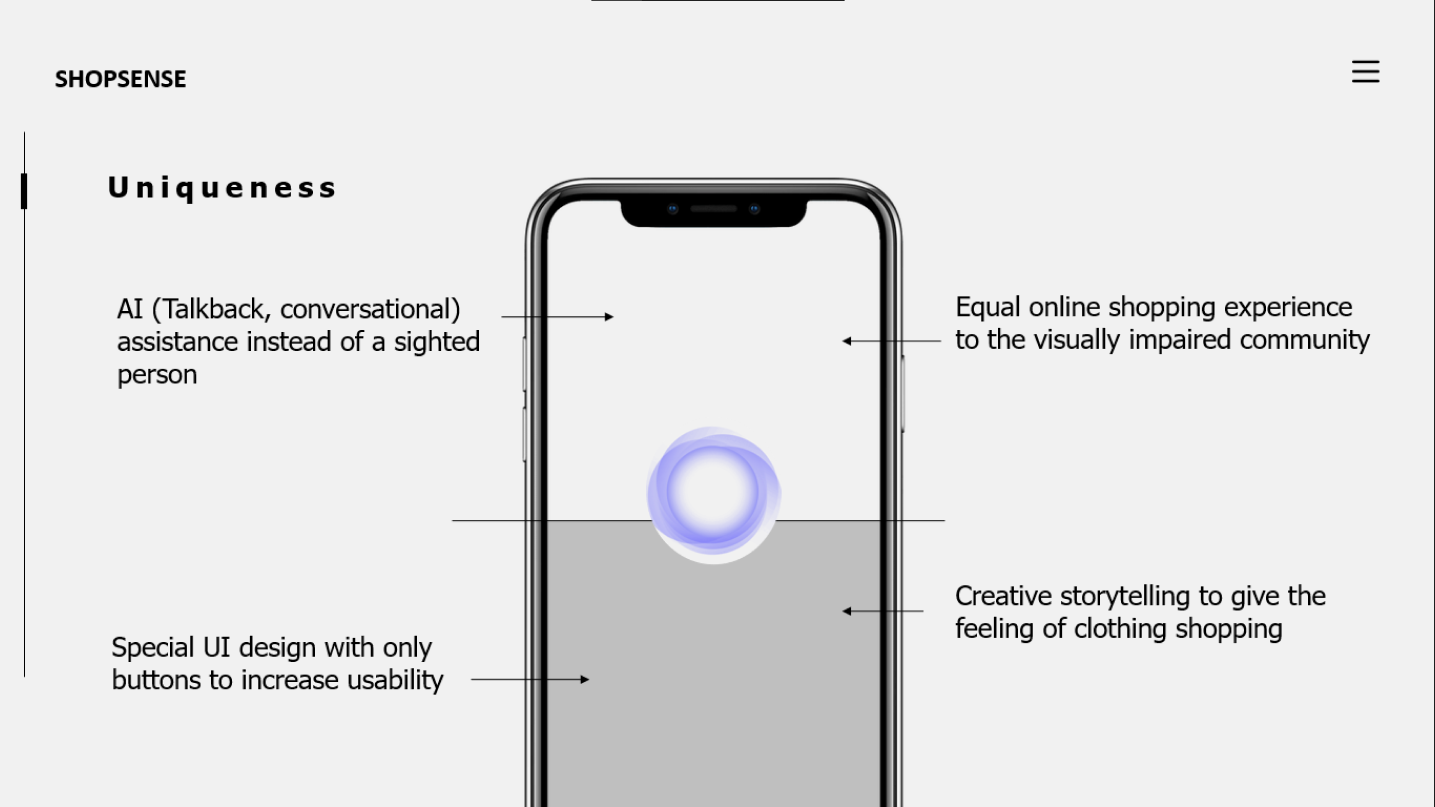 SHOPSENSE
Uniqueness
AI (Talkback, conversational)
assistance instead of a sighted
person
Equal online shopping experience
to the visually impaired community
Special UI design with only
buttons to increase usability
Creative storytelling to give the
feeling of clothing shopping